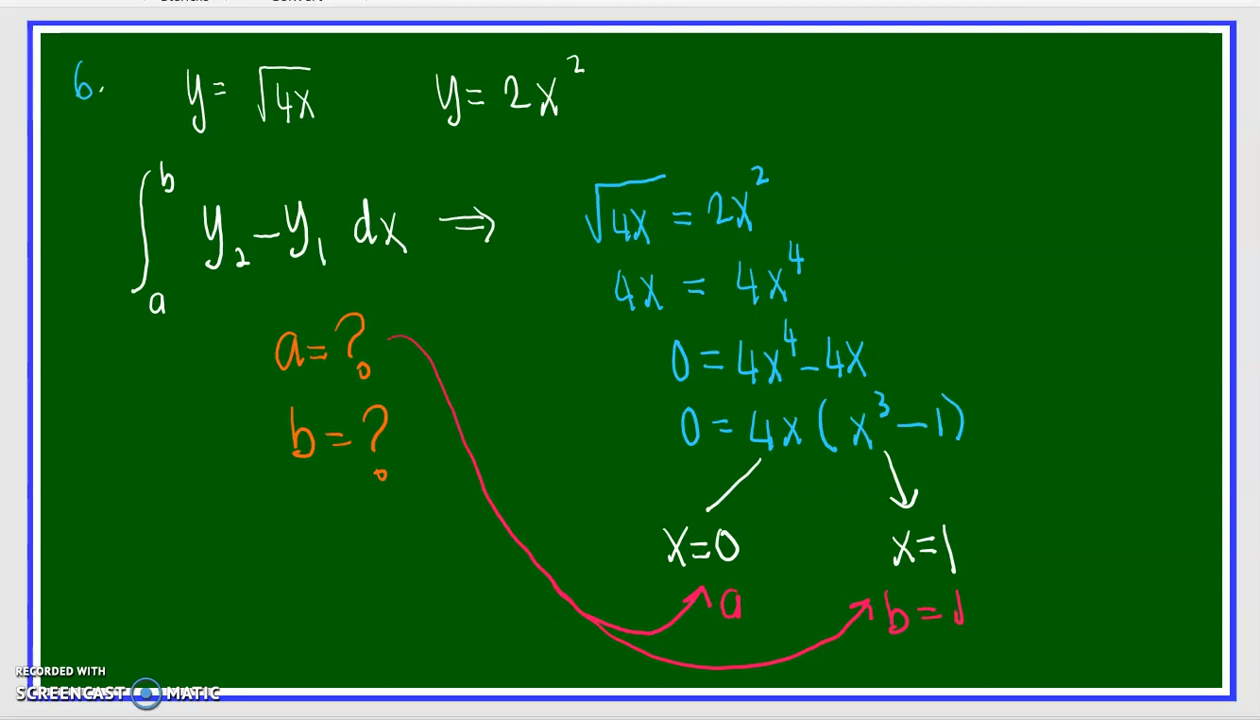 6.
y = √4x    y = 2x²
∫ₐᵇ y₂ - y₁ dx ⇒
√4x = 2x²
4x = 4x⁴
0 = 4x⁴ - 4x
0 = 4x ( x³ - 1)
a = ?
b = ?
x = 0    x = 1
a    b = 1
RECORDED WITH
SCREENCAST MATIC